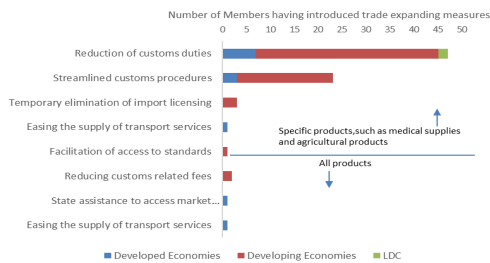 Number of Members having introduced trade expanding measures
0 5 10 15 20 25 30 35 40 45 50
Reduction of customs duties
Streamlined customs procedures
Temporary elimination of import licensing
Easing the supply of transport services
Specific products,such as medical supplies
and agricultural products
Facilitation of access to standards
All products
Reducing customs related fees
State assistance to access market...
Easing the supply of transport services
Developed Economies Developing Economies LDC